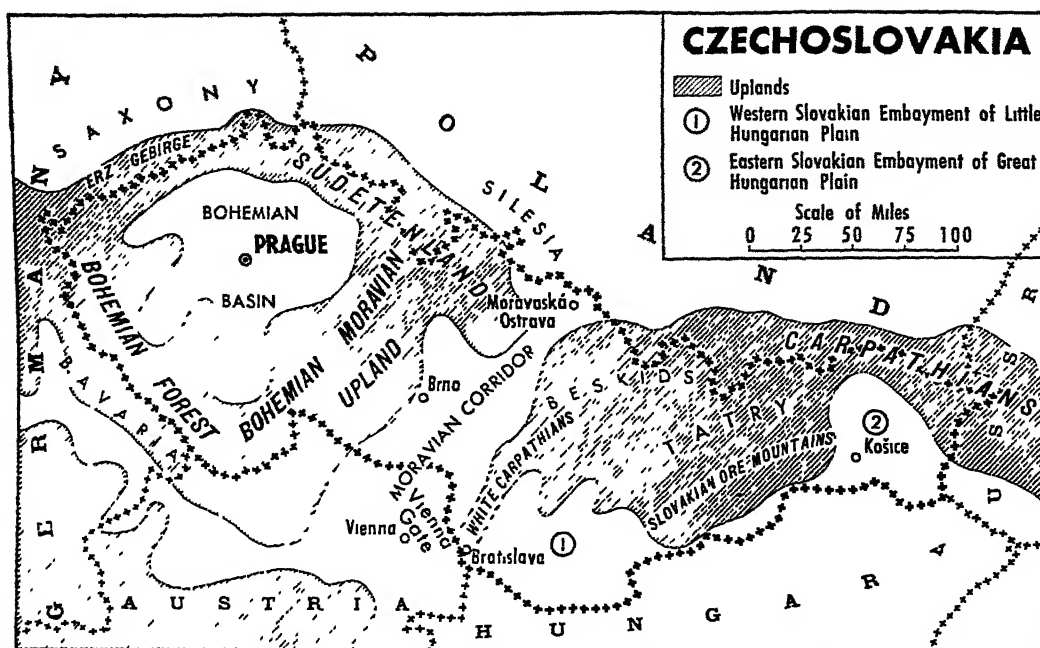 CZECHOSLOVAKIA
Uplands
1 Western Slovakian Embayment of Little
Hungarian Plain
2 Eastern Slovakian Embayment of Great
Hungarian Plain
Scale of Miles
0 25 50 75 100
GERMANY
SAXONY
POLAND
ERZ GEBIRGE
SUDETENLAND
SILESIA
BOHEMIAN
PRAGUE
BASIN
BOHEMIAN
FOREST
BAVARIA
BOHEMIAN MORAVIAN
UPLAND
Moravaská
Ostrava
Brno
MORAVIAN CORRIDOR
BESKIDS
CARPATHIANS
TATRY
WHITE CARPATHIANS
SLOVAKIAN ORE MOUNTAINS
2
Košice
Vienna
Vienna
Gate
Bratislava
1
AUSTRIA
HUNGARY
RUSS